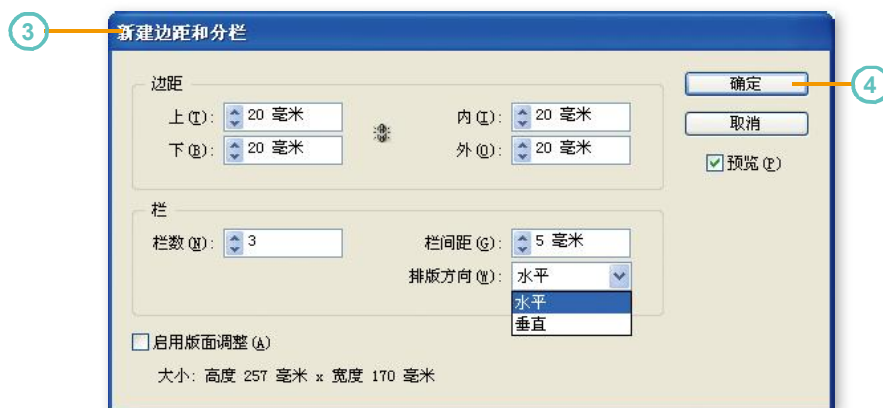 ③
新建边距和分栏
边距
上(T): 20 毫米
内(I): 20 毫米
确定
④
下(B): 20 毫米
外(O): 20 毫米
取消
预览(P)
栏
栏数(N): 3
栏间距(G): 5 毫米
排版方向(W): 水平
水平
垂直
启用版面调整(A)
大小: 高度 257 毫米 x 宽度 170 毫米